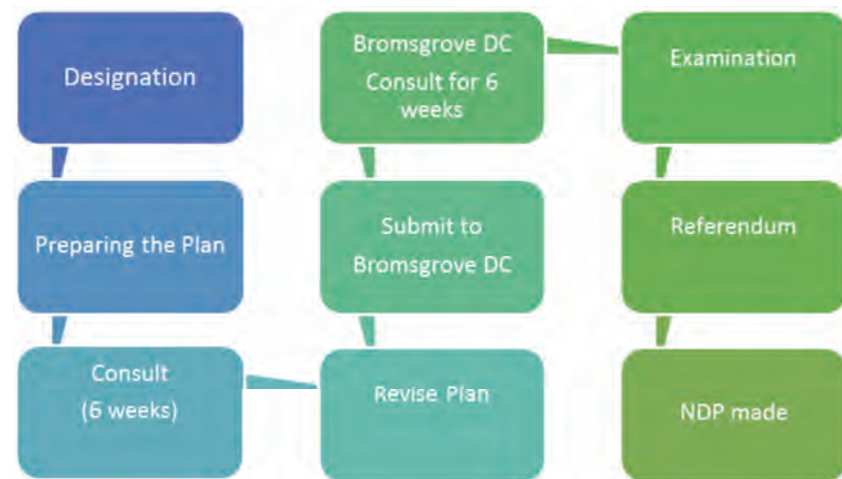 Designation
Preparing the Plan
Consult
(6 weeks)
Revise Plan
Submit to
Bromsgrove DC
Bromsgrove DC
Consult for 6
weeks
Examination
Referendum
NDP made